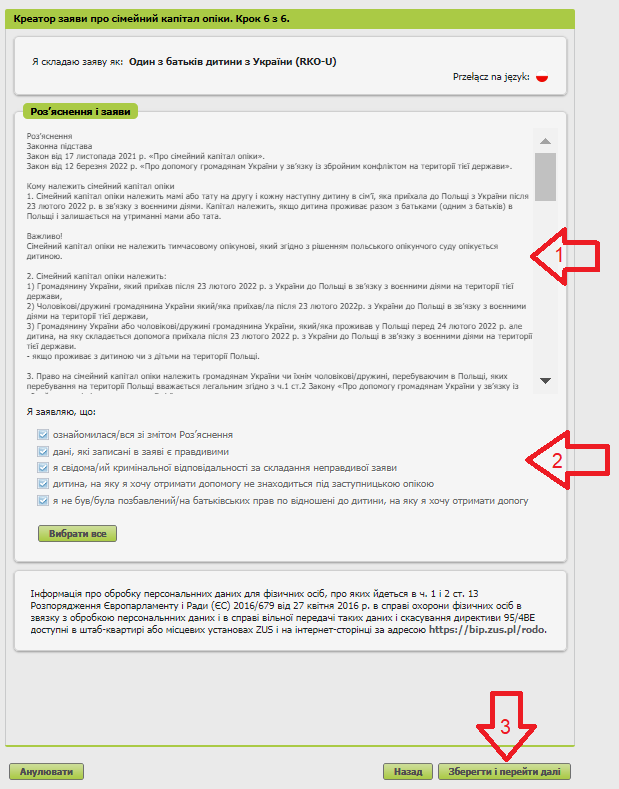 Креатор заяви про сімейний капітал опіки. Крок 6 з 6.
Я складаю заяву як: Один з батьків дитини з України (RKO-U)
Przełącz na język:
Роз'яснення і заяви
Роз'яснення
Законна підстава
Закон від 17 листопада 2021 р. «Про сімейний капітал опіки».
Закон від 12 березня 2022 р. «Про допомогу громадянам України у зв'язку із збройним конфліктом на території тієї держави».
Кому належить сімейний капітал опіки
1. Сімейний капітал опіки належить мамі або тату на другу і кожну наступну дитину в сім'ї, яка приїхала до Польщі з України після
23 лютого 2022 р. в зв'язку з воєнними діями. Капітал належить, якщо дитина проживає разом з батьками (одним з батьків) в
Польщі і залишається на утриманні мами або тата.
Важливо!
Сімейний капітал опіки не належить тимчасовому опікунові, який згідно з рішенням польського опікунчого суду опікується
дитиною.
1
2. Сімейний капітал опіки належить:
1) Громадянину України, який приїхав після 23 лютого 2022 р. з України до Польщі в зв'язку з воєнними діями на території тієї
держави,
2) Чоловікові/дружині громадянина України який/яка приїхав/ла після 23 лютого 2022р. з України до Польщі в зв'язку з воєнними
діями на території тієї держави,
3) Громадянину України або чоловікові/дружині громадянина України, який/яка проживав у Польщі перед 24 лютого 2022 р. але
дитина, на яку складається допомога приїхала після 23 лютого 2022 р. з України до Польщі в зв'язку з воєнними діями на території
тієї держави.
- якщо проживає з дитиною чи з дітьми на території Польщі.
3. Право на сімейний капітал опіки належить громадянам України чи їхнім чоловікові/дружині, перебуваючим в Польщі, яких
перебування на території Польщі вважається легальним згідно з ч.1 ст.2 Закону «Про допомогу громадянам України у зв'язку із
Я заявляю, що:
ознайомилася/вся зі змітом Роз'яснення
дані, які записані в заяві є правдивими
2
я свідома/ий кримінальної відповідальності за складання неправдивої заяви
дитина, на яку я хочу отримати допомогу не знаходиться під заступницькою опікою
я не був/була позбавлений/на батьківських прав по відношені до дитини, на яку я хочу отримати допогу
Вибрати все
Інформація про обробку персональнних даних для фізичних осіб, про яких йдеться в ч. 1 і 2 ст. 13
Розпорядження Європарламенту і Ради (ЄС) 2016/679 від 27 квітня 2016 р. в справі охорони фізичних осіб в
звязку з обробкою персональних даних і в справі вільної передачі таких даних і скасування директиви 95/4ВЕ
доступні в штаб-квартирі або місцевих установах ZUS і на інтернет-сторінці за адресою https://bip.zus.pl/rodo.
3
Анулювати
Назад
Зберегти і перейти далі